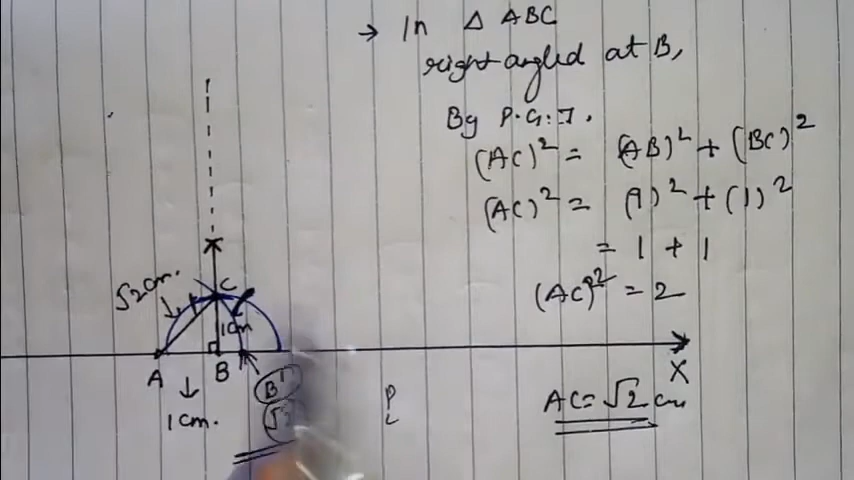 → In Δ ABC
right angled at B,
By P.G.T.
(AC)² = (AB)² + (BC)²
(AC)² = (1)² + (1)²
= 1 + 1
(AC)² = 2
AC = √2 cm
√2 cm.
C
1cm
A
B
X
B'
√2
1 cm.